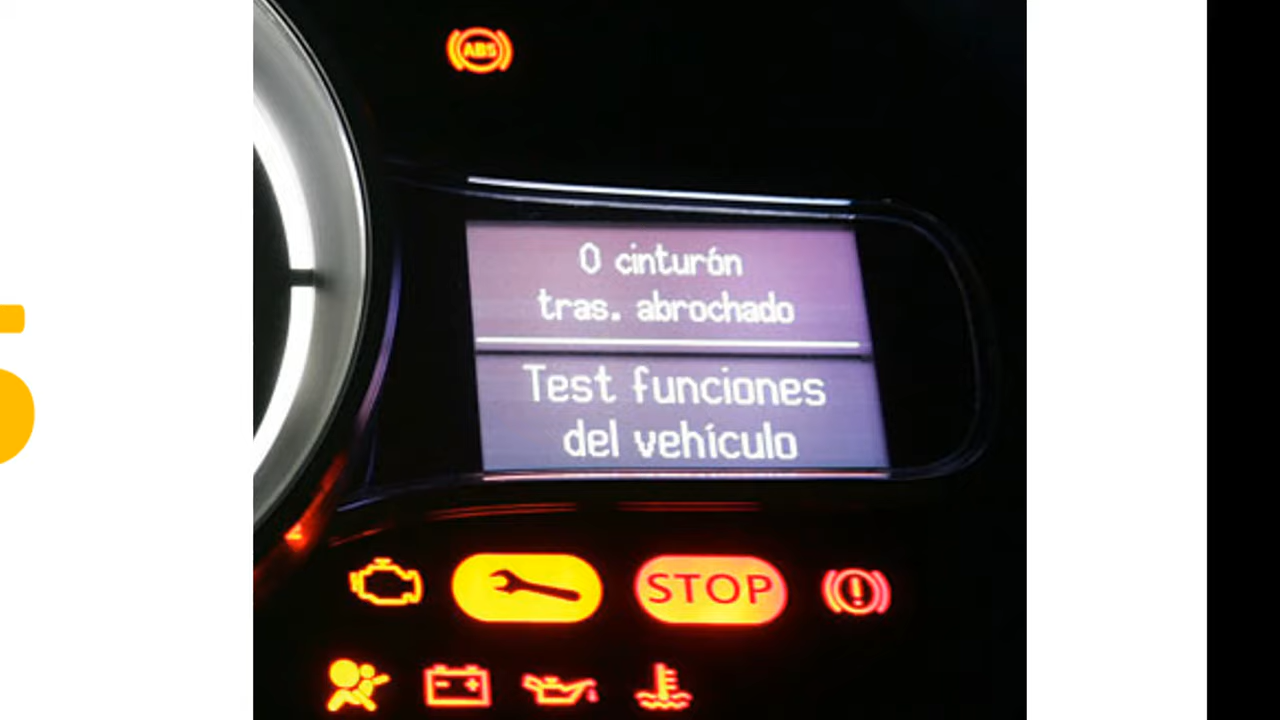 ABS
0 cinturón
tras. abrochado
Test funciones
del vehículo
STOP